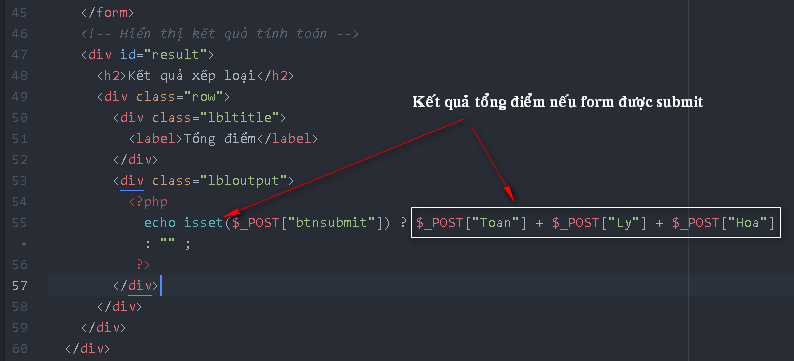 45 </form>
46 <!-- Hiển thị kết quả tính toán -->
47 <div id="result">
48 <h2>Kết quả xếp loại</h2>
49 <div class="row">
Kết quả tổng điểm nếu form được submit
50 <div class="lbltitle">
51 <label>Tổng điểm</label>
52 </div>
53 <div class="lbloutput">
54 <?php
55 echo isset($_POST["btnsubmit"]) ? $_POST["Toan"] + $_POST["Ly"] + $_POST["Hoa"]
• : "" ;
56 ?>
57 </div>
58 </div>
59 </div>
60 </div>